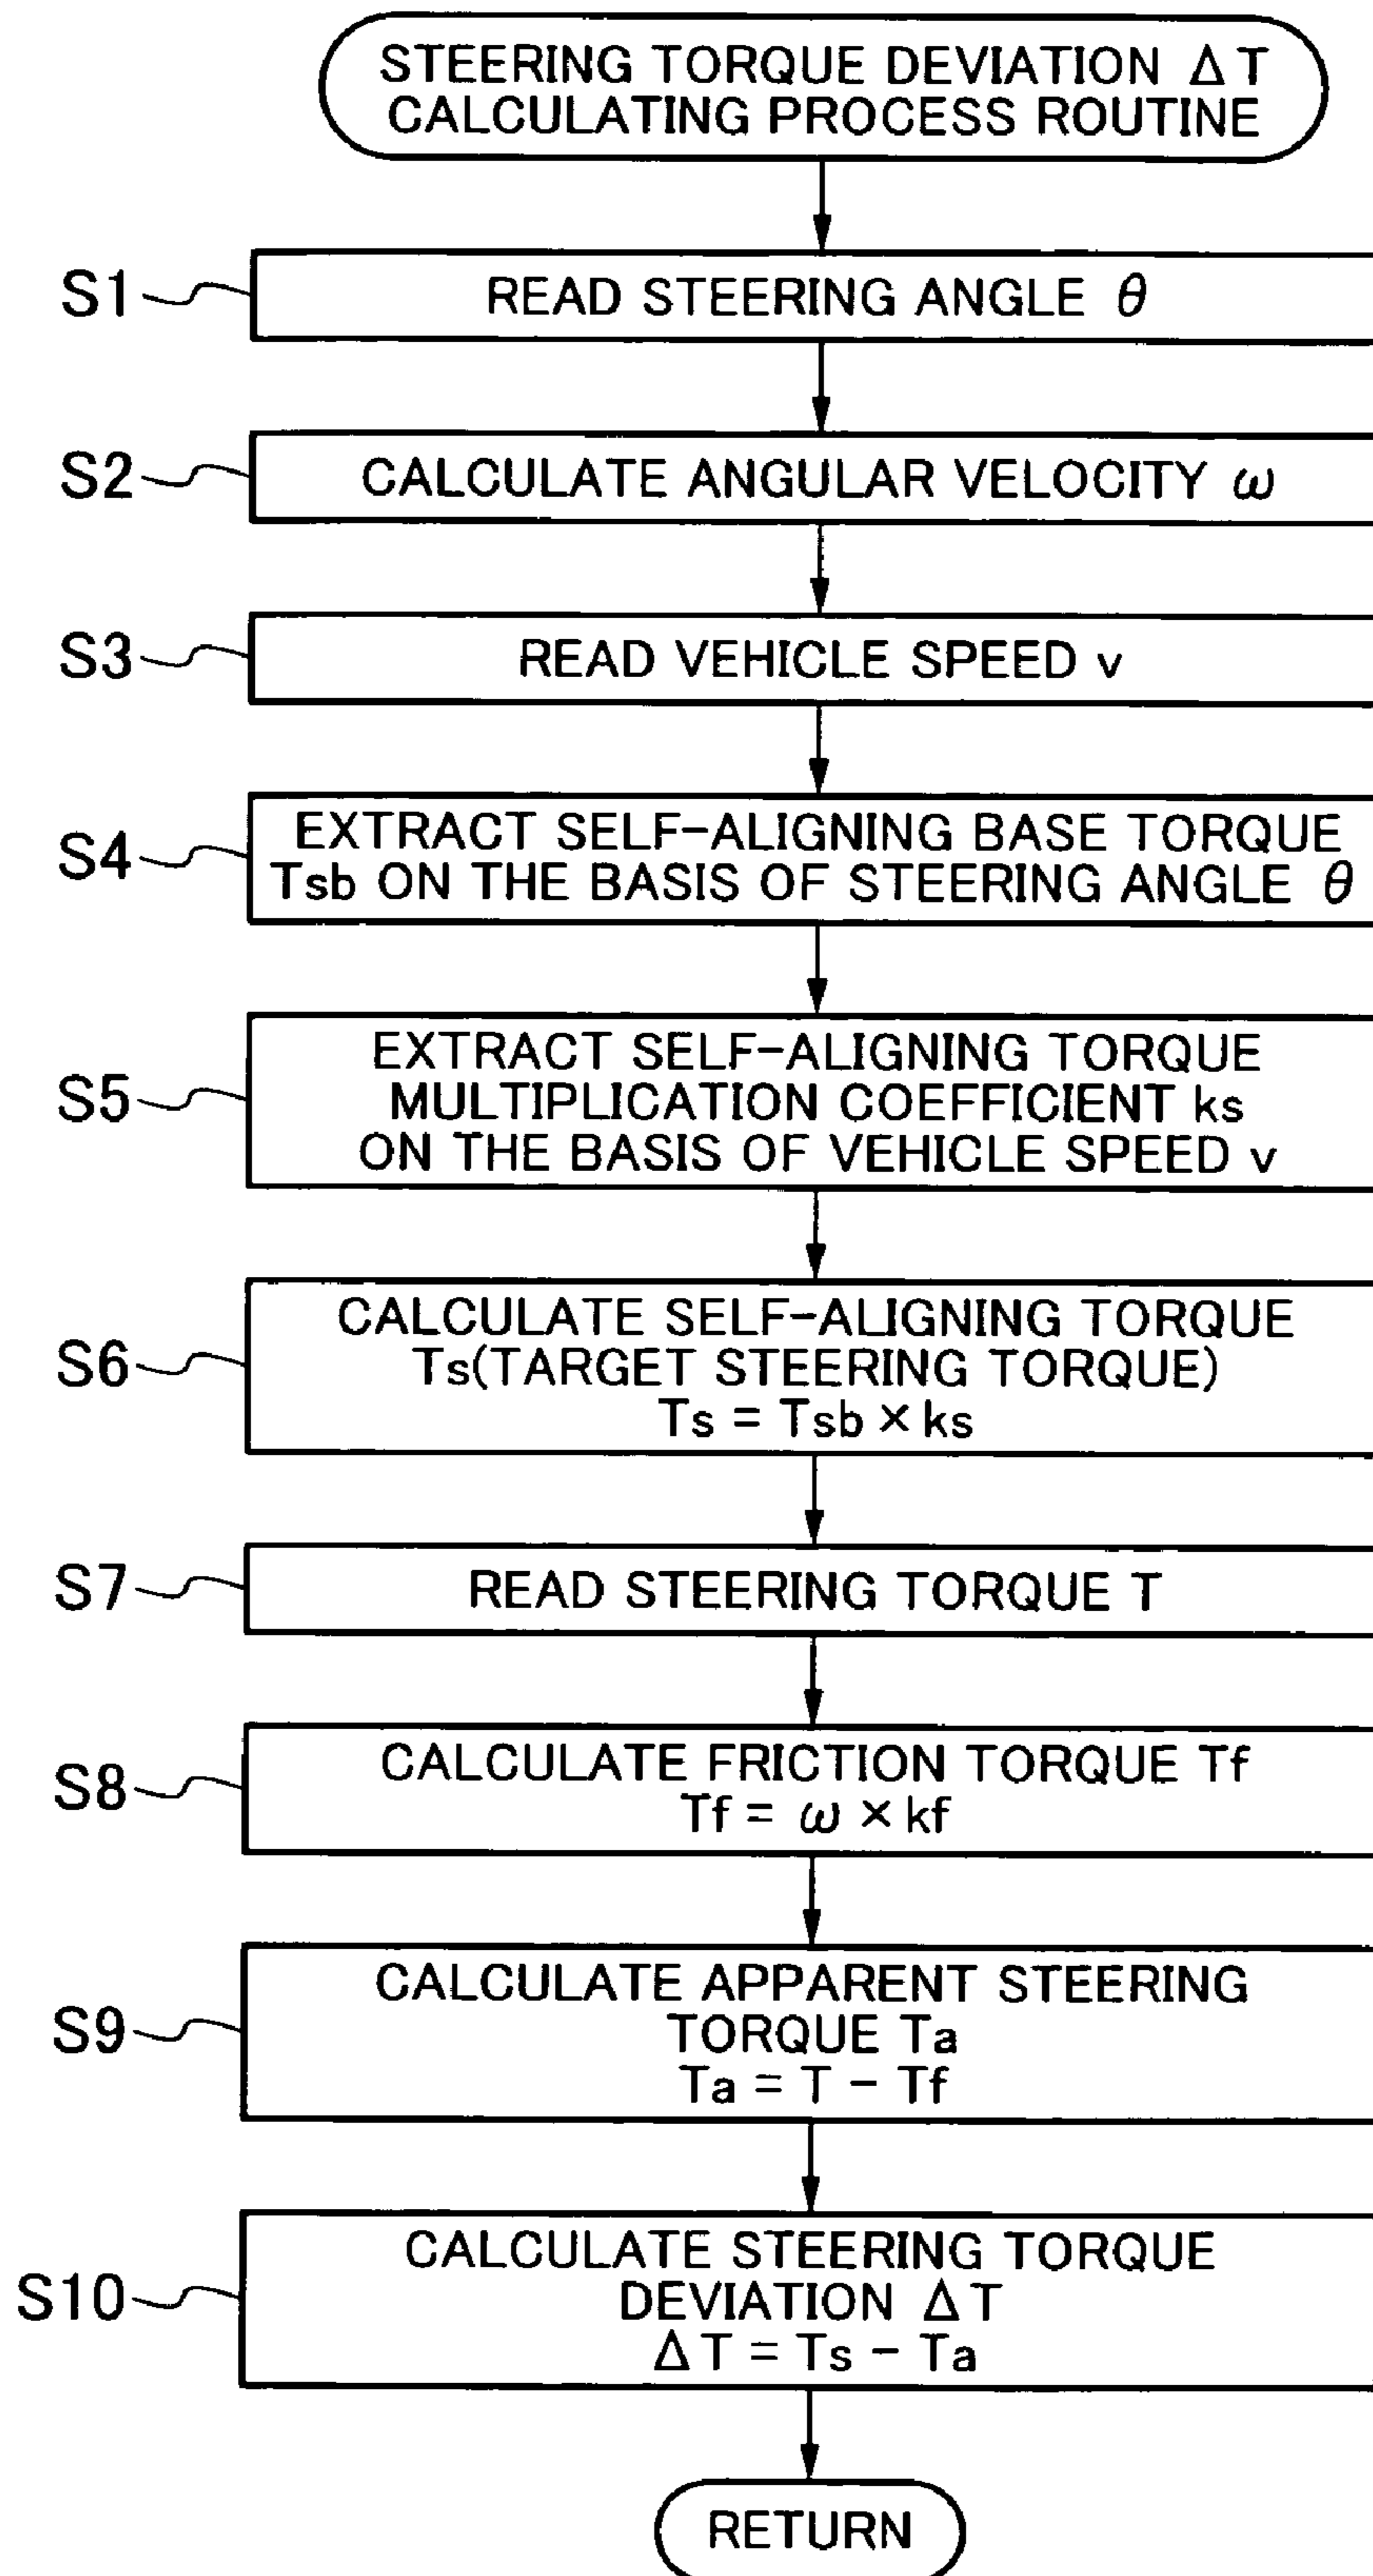 STEERING TORQUE DEVIATION ΔT
CALCULATING PROCESS ROUTINE
S1
READ STEERING ANGLE θ
S2
CALCULATE ANGULAR VELOCITY ω
S3
READ VEHICLE SPEED v
S4
EXTRACT SELF-ALIGNING BASE TORQUE
Tsb ON THE BASIS OF STEERING ANGLE θ
S5
EXTRACT SELF-ALIGNING TORQUE
MULTIPLICATION COEFFICIENT ks
ON THE BASIS OF VEHICLE SPEED v
S6
CALCULATE SELF-ALIGNING TORQUE
Ts(TARGET STEERING TORQUE)
Ts = Tsb × ks
S7
READ STEERING TORQUE T
S8
CALCULATE FRICTION TORQUE Tf
Tf = ω × kf
S9
CALCULATE APPARENT STEERING
TORQUE Ta
Ta = T - Tf
S10
CALCULATE STEERING TORQUE
DEVIATION ΔT
ΔT = Ts - Ta
RETURN